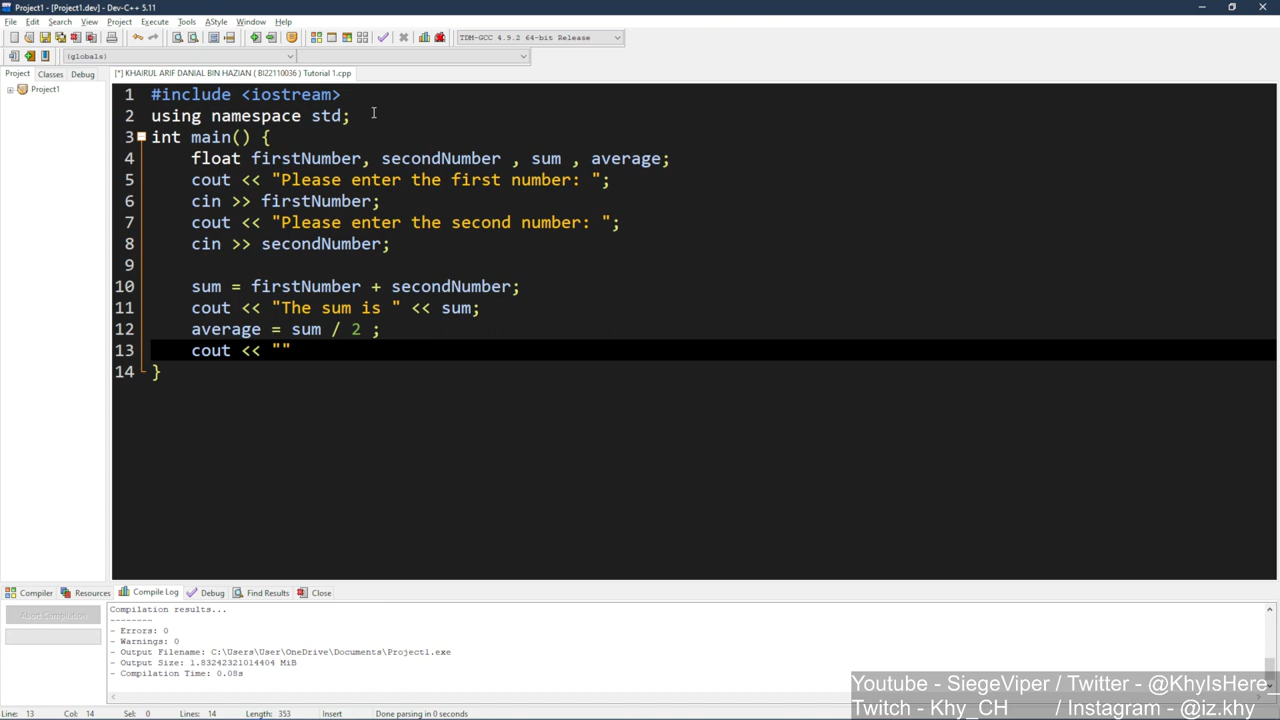 Project1 - [Project1.dev] - Dev-C++ 5.11
File Edit Search View Project Execute Tools AStyle Window Help
TDM-GCC 4.9.2 64-bit Release
(globals)
Project Classes Debug
[*] KHAIRUL ARIF DANIAL BIN HAZIAN ( BI22110036 ) Tutorial 1.cpp
Project1
1 #include <iostream>
2 using namespace std;
3 int main() {
4 float firstNumber, secondNumber , sum , average;
5 cout << "Please enter the first number: ";
6 cin >> firstNumber;
7 cout << "Please enter the second number: ";
8 cin >> secondNumber;
9
10 sum = firstNumber + secondNumber;
11 cout << "The sum is " << sum;
12 average = sum / 2 ;
13 cout << ""
14 }
Compiler Resources Compile Log Debug Find Results Close
Abort Compilation
Compilation results...
--------
- Errors: 0
- Warnings: 0
- Output Filename: C:\Users\User\OneDrive\Documents\Project1.exe
- Output Size: 1.83242321014404 MiB
- Compilation Time: 0.08s
Youtube - SiegeViper / Twitter - @KhyIsHere
Twitch - Khy_CH / Instagram - @iz.khy
Line: 13 Col: 14 Sel: 0 Lines: 14 Length: 353 Insert Done parsing in 0 seconds